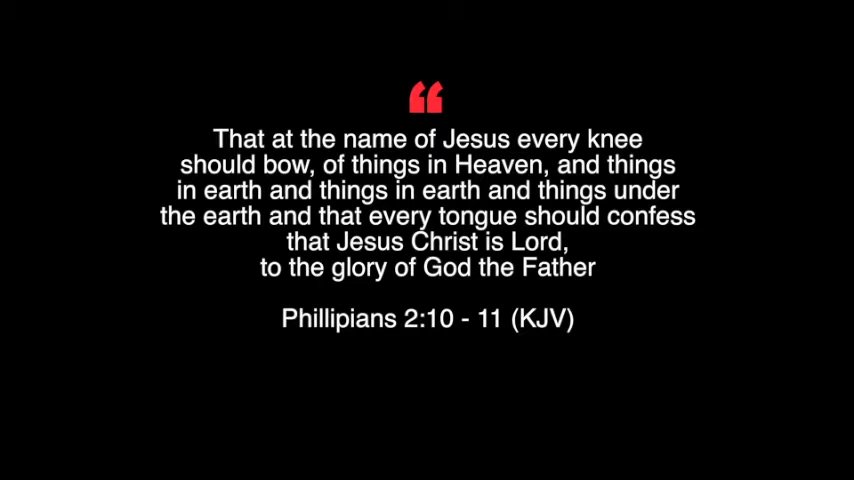 “
That at the name of Jesus every knee
should bow, of things in Heaven, and things
in earth and things in earth and things under
the earth and that every tongue should confess
that Jesus Christ is Lord,
to the glory of God the Father
Phillipians 2:10 - 11 (KJV)